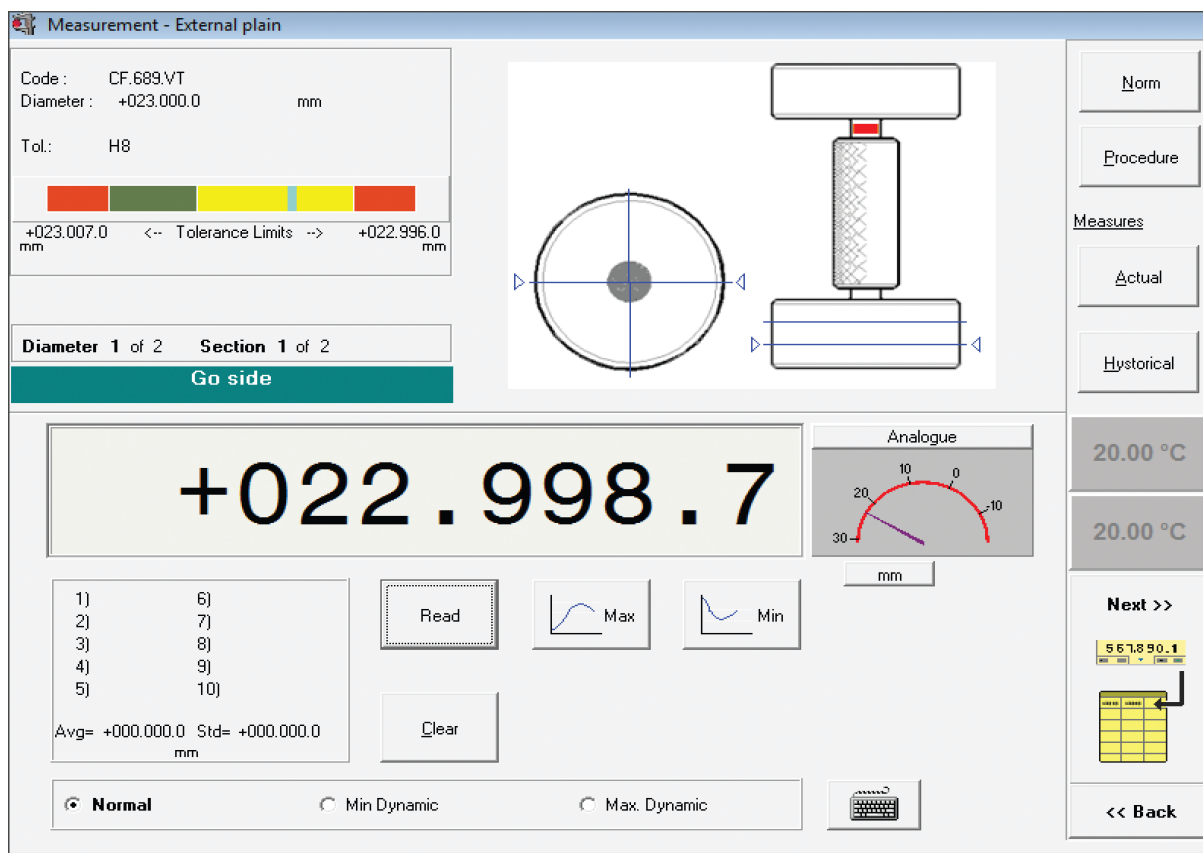 Measurement - External plain
Code : CF.689.VT
Diameter : +023.000.0 mm
Tol.: H8
+023.007.0 <-- Tolerance Limits --> +022.996.0
mm mm
Diameter 1 of 2 Section 1 of 2
Go side
Norm
Procedure
Measures
Actual
Hystorical
+022.998.7
Analogue
30 20 10 0 -10
mm
20.00 °C
20.00 °C
1) 6)
2) 7)
3) 8)
4) 9)
5) 10)
Avg= +000.000.0 Std= +000.000.0
mm
Read
Max
Min
Clear
Next >>
567.890.1
Normal
Min Dynamic
Max. Dynamic
<< Back